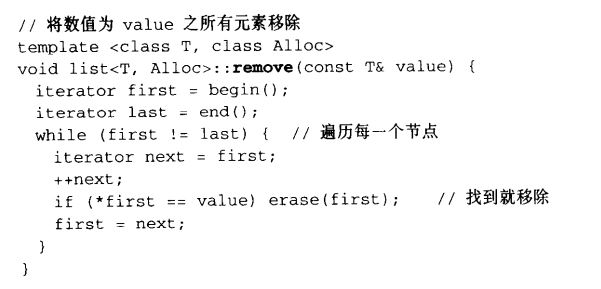 // 将数值为 value 之所有元素移除
template <class T, class Alloc>
void list<T, Alloc>::remove(const T& value) {
  iterator first = begin();
  iterator last = end();
  while (first != last) {  // 遍历每一个节点
    iterator next = first;
    ++next;
    if (*first == value) erase(first);   // 找到就移除
    first = next;
  }
}